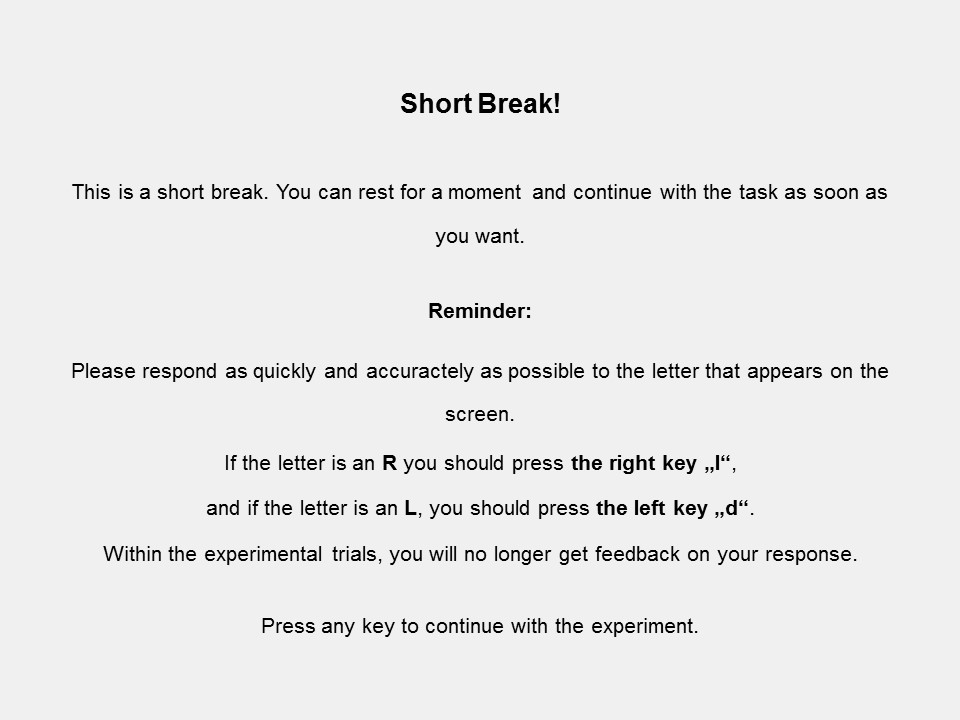 Short Break!
This is a short break. You can rest for a moment and continue with the task as soon as
you want.
Reminder:
Please respond as quickly and accuractely as possible to the letter that appears on the
screen.
If the letter is an R you should press the right key „l“,
and if the letter is an L, you should press the left key „d“.
Within the experimental trials, you will no longer get feedback on your response.
Press any key to continue with the experiment.